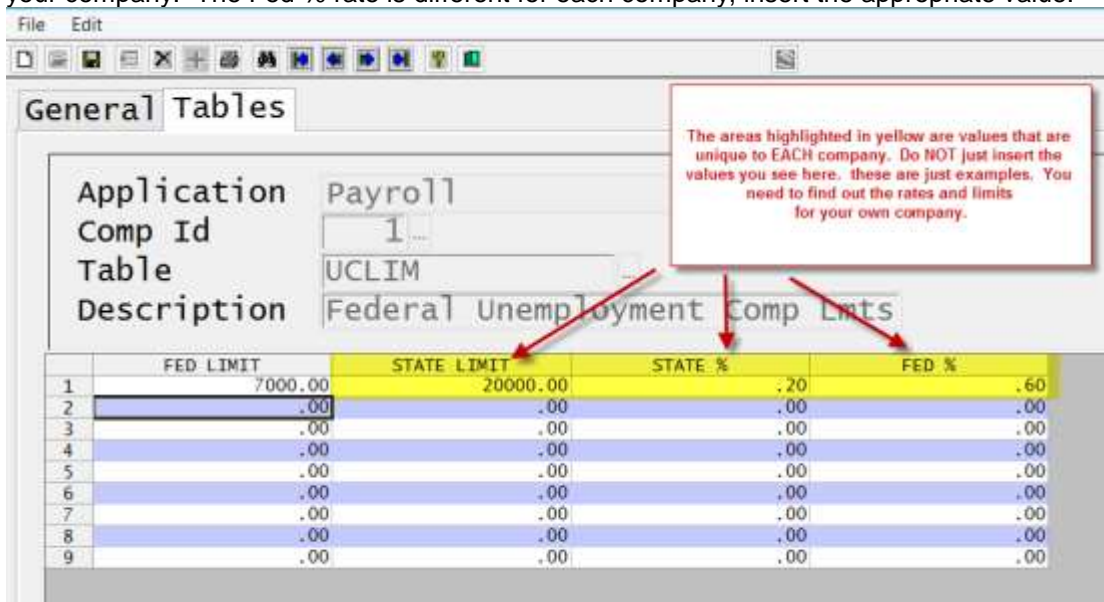 your company. The Fed % rate is different for each company, insert the appropriate value.
File Edit
General Tables
The areas highlighted in yellow are values that are
unique to EACH company. Do NOT just insert the
values you see here. these are just examples. You
need to find out the rates and limits
for your own company.
Application Payroll
Comp Id 1 ...
Table UCLIM ...
Description Federal Unemployment Comp Lmts
FED LIMIT STATE LIMIT STATE % FED %
1 7000.00 20000.00 .20 .60
2 .00 .00 .00 .00
3 .00 .00 .00 .00
4 .00 .00 .00 .00
5 .00 .00 .00 .00
6 .00 .00 .00 .00
7 .00 .00 .00 .00
8 .00 .00 .00 .00
9 .00 .00 .00 .00